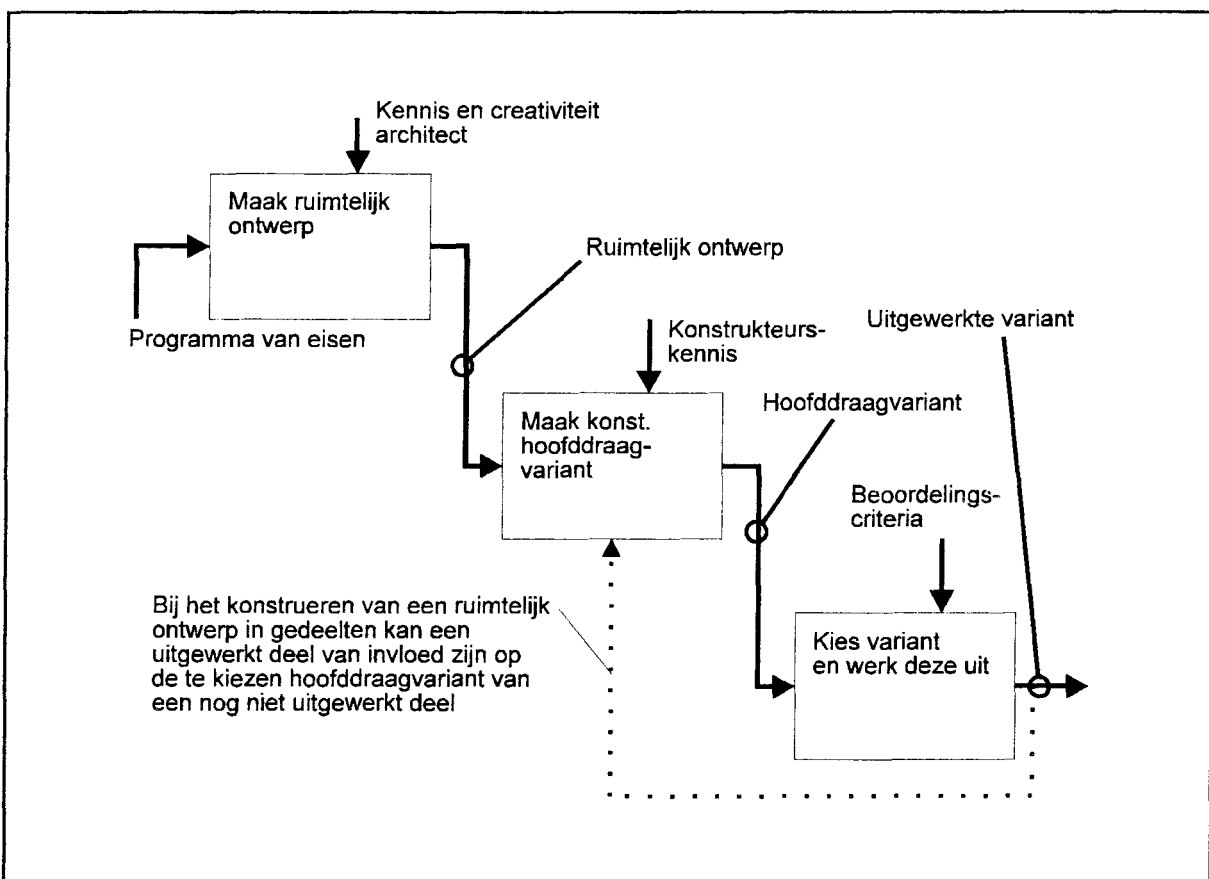 Kennis en creativiteit
architect
Maak ruimtelijk
ontwerp
Ruimtelijk ontwerp
Programma van eisen
Konstrukteurs-
kennis
Uitgewerkte variant
Maak konst.
hoofddraag-
variant
Hoofddraagvariant
Beoordelings-
criteria
Bij het konstrueren van een ruimtelijk
ontwerp in gedeelten kan een
uitgewerkt deel van invloed zijn op
de te kiezen hoofddraagvariant van
een nog niet uitgewerkt deel
Kies variant
en werk deze uit